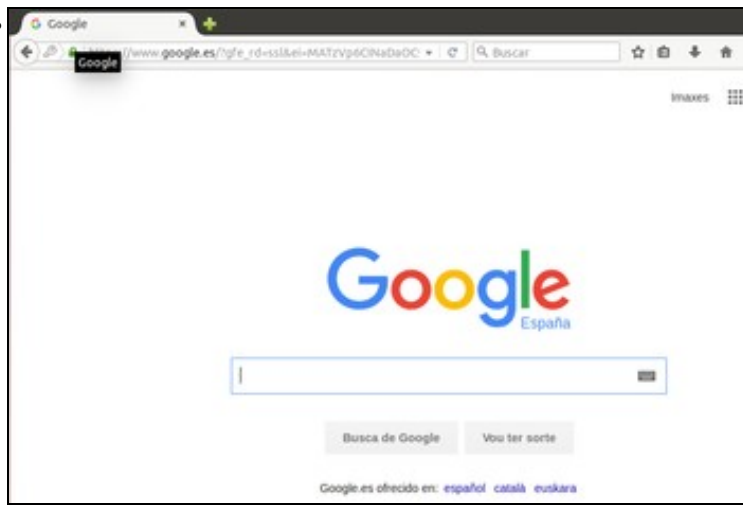 Google
www.google.es/?gfe_rd=ssl&ei=MATzVp6CINaDaOC
Buscar
Google
Imaxes
Google
España
Busca de Google
Vou ter sorte
Google.es ofrecido en: español català euskara